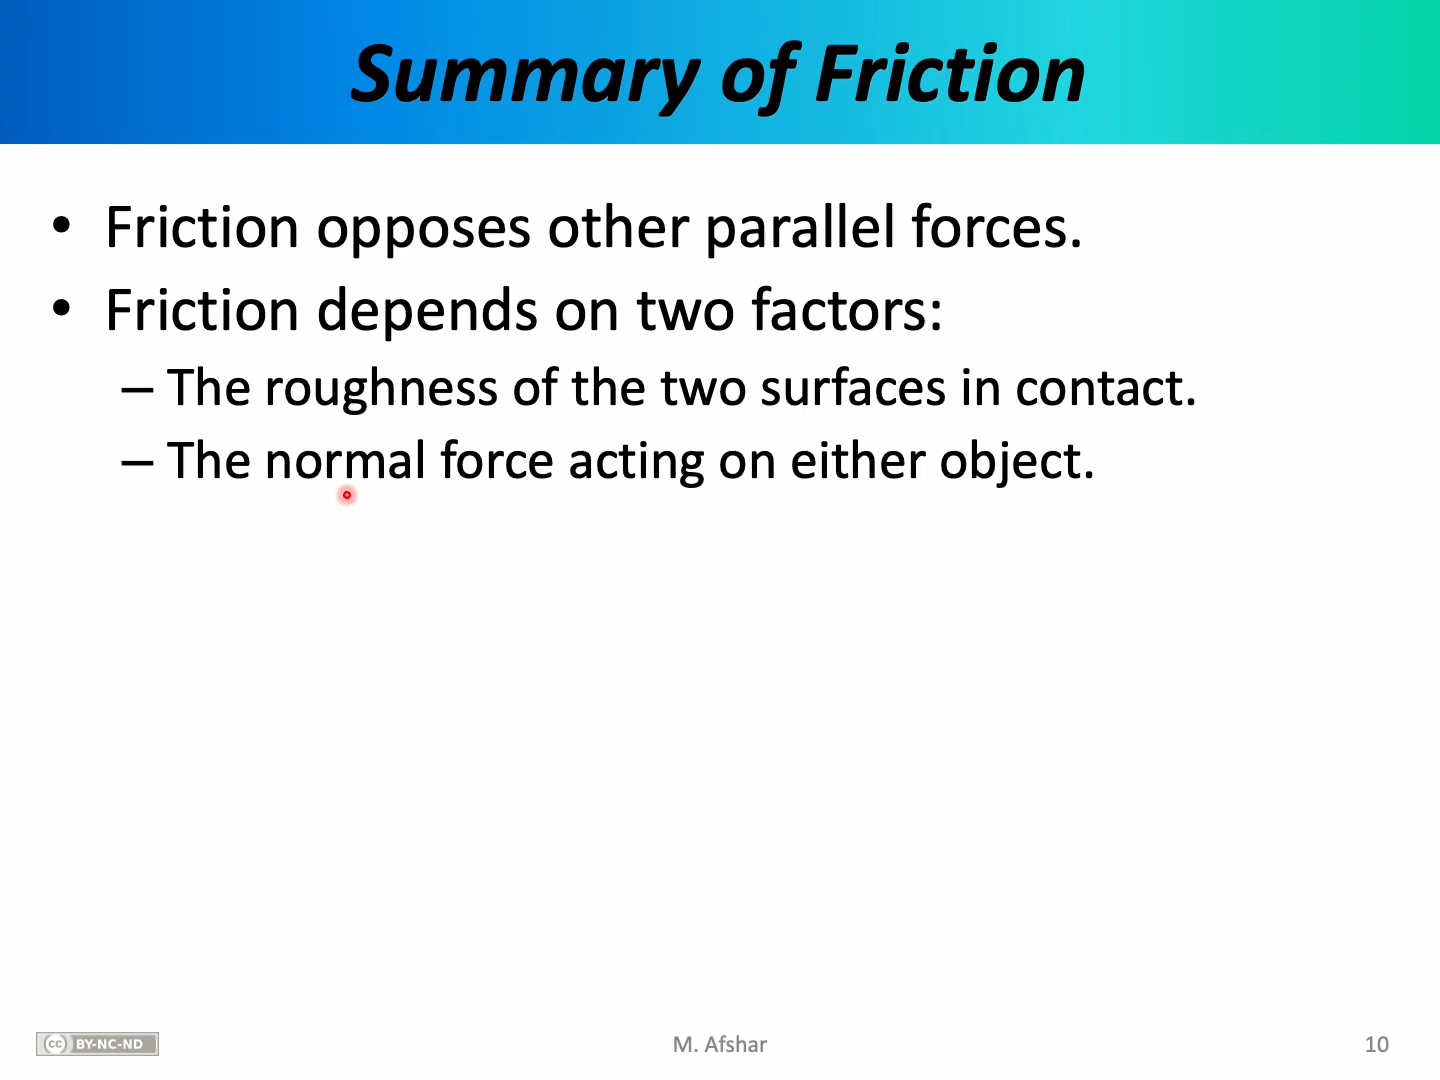 Summary of Friction
• Friction opposes other parallel forces.
• Friction depends on two factors:
– The roughness of the two surfaces in contact.
– The normal force acting on either object.
cc BY-NC-ND
M. Afshar
10